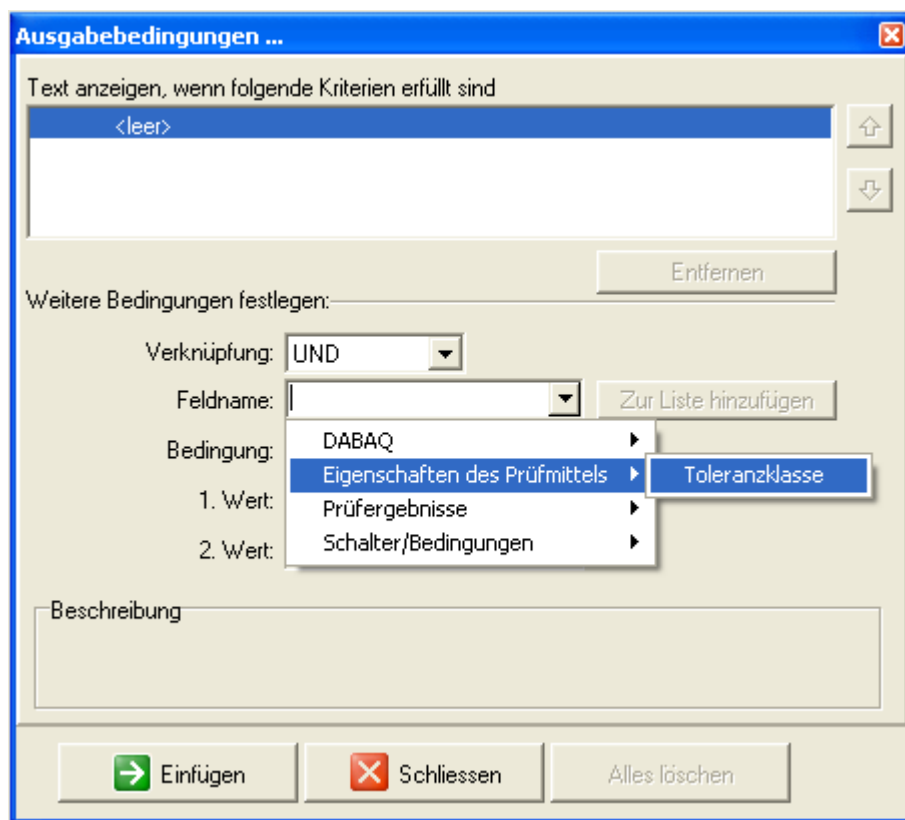 Ausgabebedingungen ...
Text anzeigen, wenn folgende Kriterien erfüllt sind
<leer>
Entfernen
Weitere Bedingungen festlegen:
Verknüpfung: UND
Feldname: Zur Liste hinzufügen
Bedingung: DABAQ
Eigenschaften des Prüfmittels Toleranzklasse
1. Wert: Prüfergebnisse
2. Wert: Schalter/Bedingungen
Beschreibung
Einfügen Schliessen Alles löschen